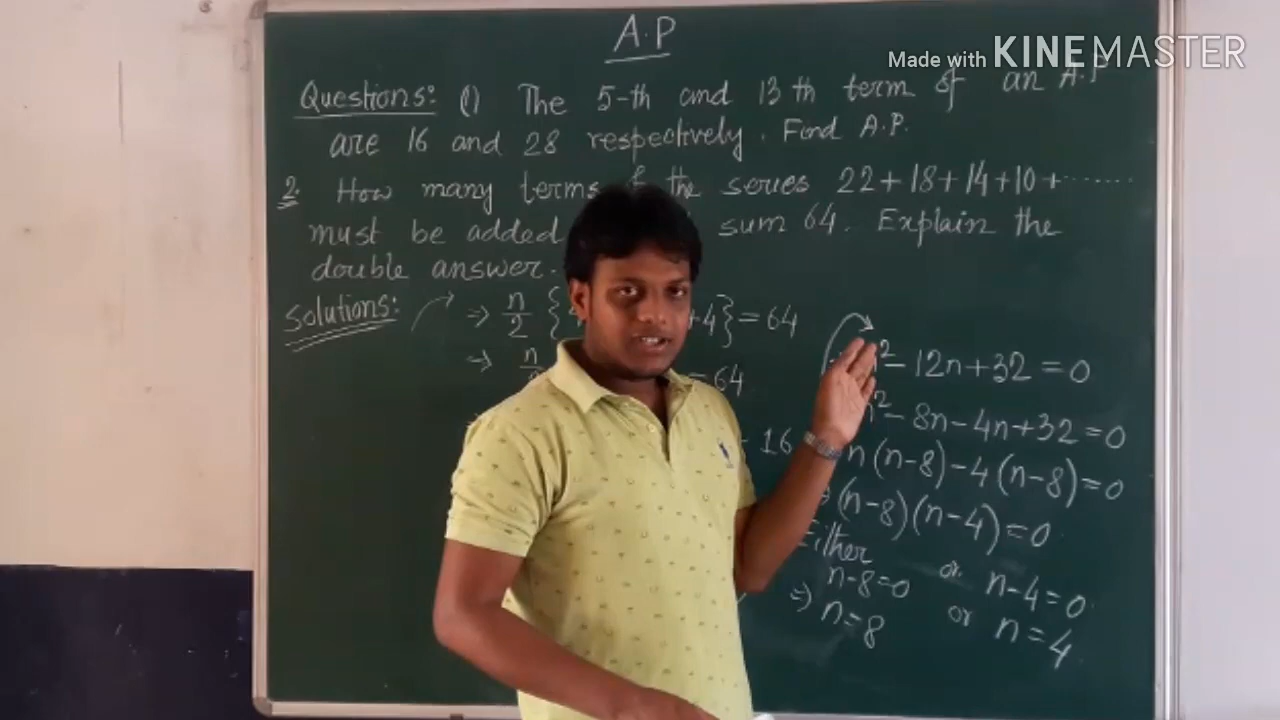 A.P
Made with KINEMASTER
Questions: (1) The 5-th and 13 th term of an A.P
are 16 and 28 respectively. Find A.P.
2. How many terms the series 22+18+14+10+.......
must be added sum 64. Explain the
double answer.
Solutions:
⇒ n/2 { +4} = 64
→ = 64
16
n² - 12n + 32 = 0
n² - 8n - 4n + 32 = 0
n(n-8) - 4(n-8) = 0
⇒ (n-8)(n-4) = 0
Either
n-8=0 or n-4=0
⇒ n=8 or n=4